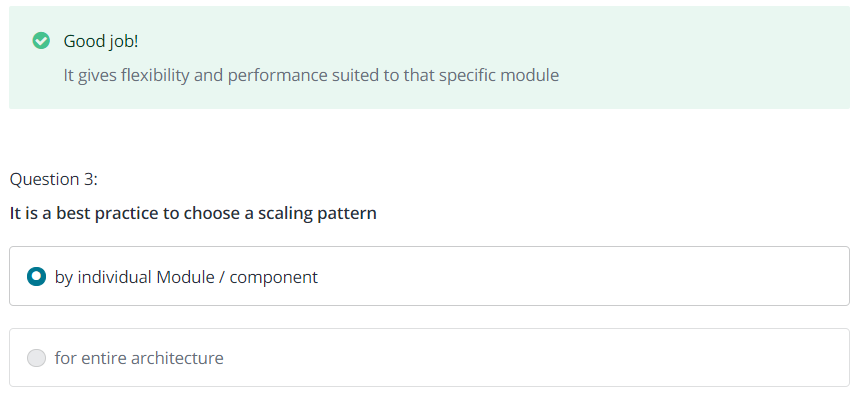 Good job!
It gives flexibility and performance suited to that specific module
Question 3:
It is a best practice to choose a scaling pattern
by individual Module / component
for entire architecture